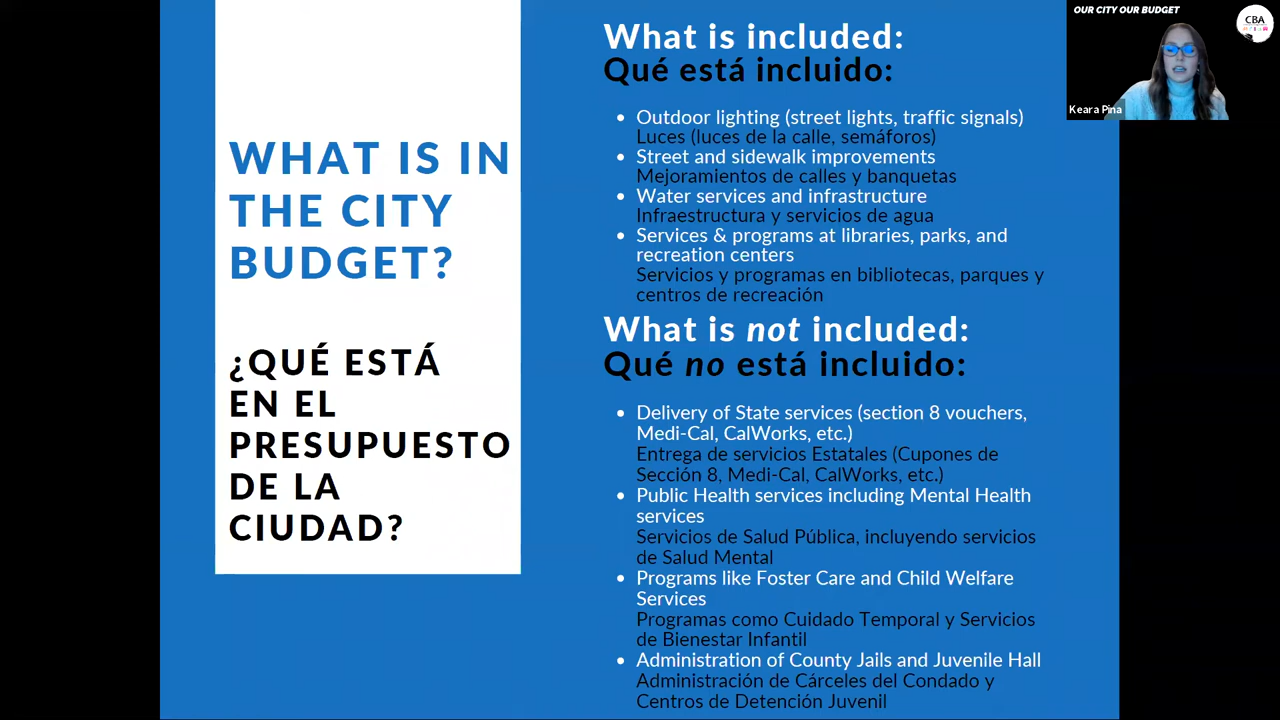 WHAT IS IN
THE CITY
BUDGET?
¿QUÉ ESTÁ
EN EL
PRESUPUESTO
DE LA
CIUDAD?
What is included:
Qué está incluido:
• Outdoor lighting (street lights, traffic signals)
Luces (luces de la calle, semáforos)
• Street and sidewalk improvements
Mejoramientos de calles y banquetas
• Water services and infrastructure
Infraestructura y servicios de agua
• Services & programs at libraries, parks, and
recreation centers
Servicios y programas en bibliotecas, parques y
centros de recreación
What is not included:
Qué no está incluido:
• Delivery of State services (section 8 vouchers,
Medi-Cal, CalWorks, etc.)
Entrega de servicios Estatales (Cupones de
Sección 8, Medi-Cal, CalWorks, etc.)
• Public Health services including Mental Health
services
Servicios de Salud Pública, incluyendo servicios
de Salud Mental
• Programs like Foster Care and Child Welfare
Services
Programas como Cuidado Temporal y Servicios
de Bienestar Infantil
• Administration of County Jails and Juvenile Hall
Administración de Cárceles del Condado y
Centros de Detención Juvenil
OUR CITY OUR BUDGET
CBA
Keara Pina